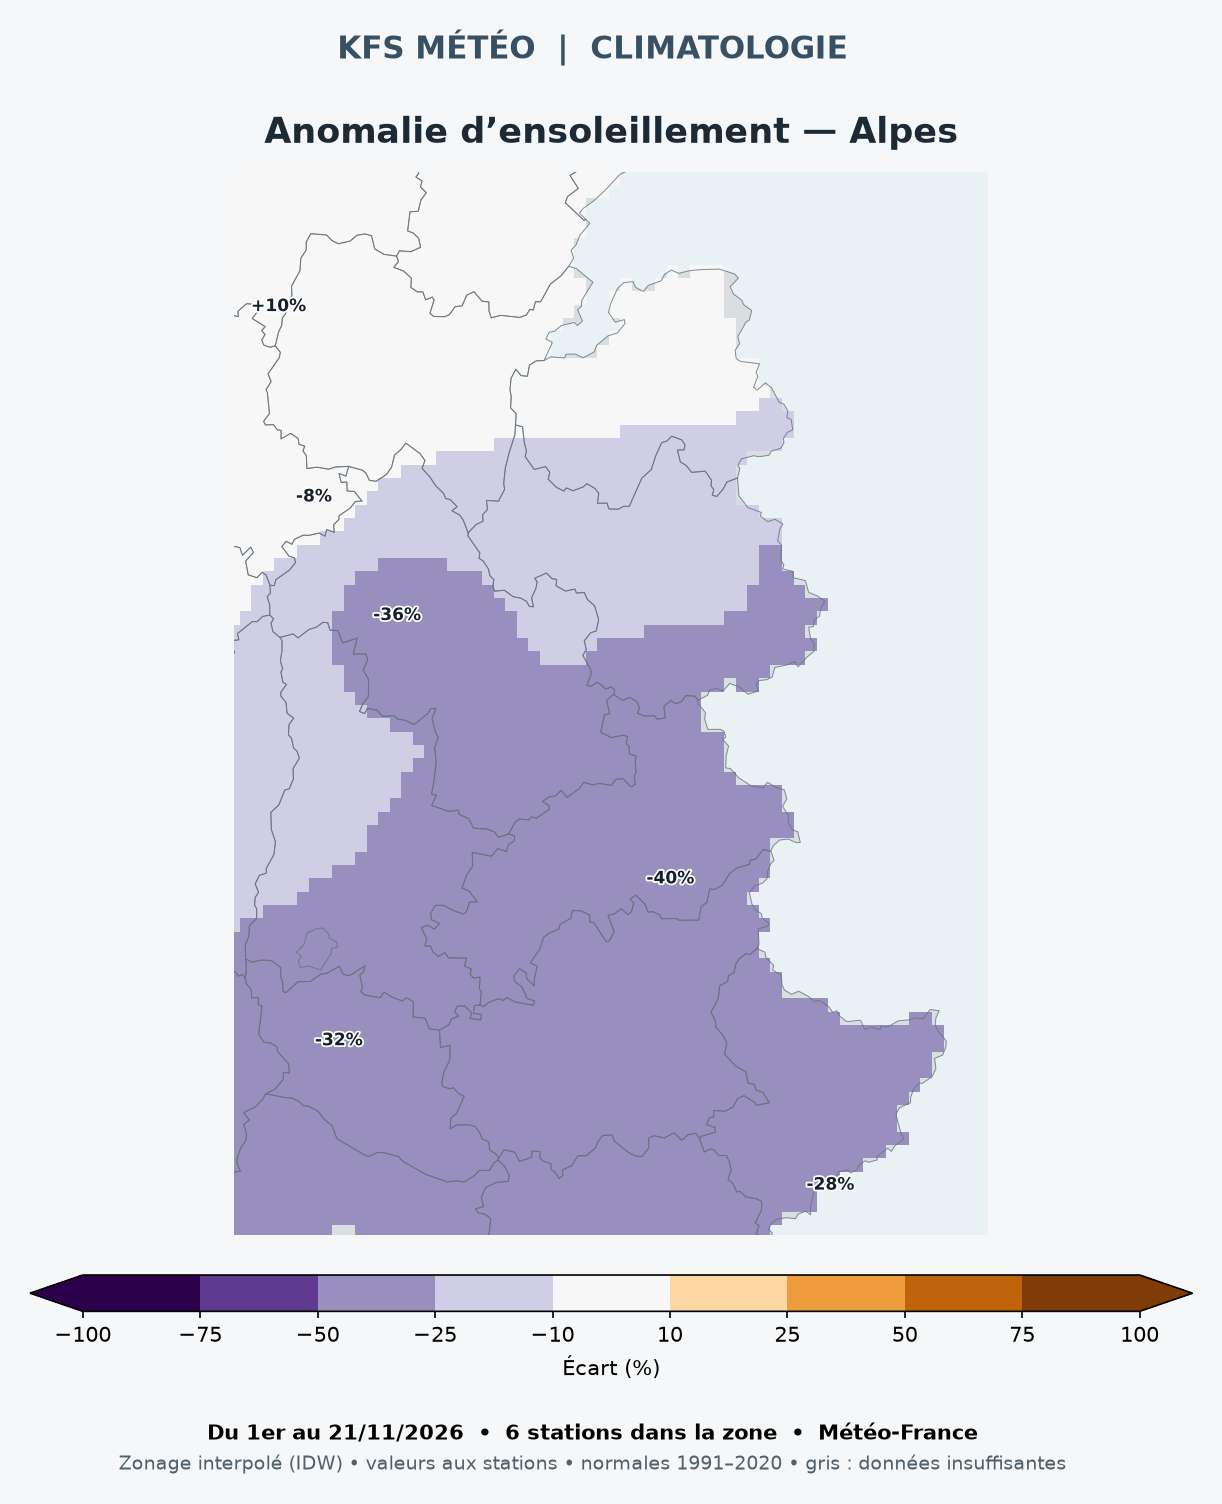 KFS MÉTÉO | CLIMATOLOGIE
Anomalie d’ensoleillement — Alpes
+10%
-8%
-36%
-40%
-32%
-28%
−100 −75 −50 −25 −10 10 25 50 75 100
Écart (%)
Du 1er au 21/11/2026 • 6 stations dans la zone • Météo-France
Zonage interpolé (IDW) • valeurs aux stations • normales 1991–2020 • gris : données insuffisantes